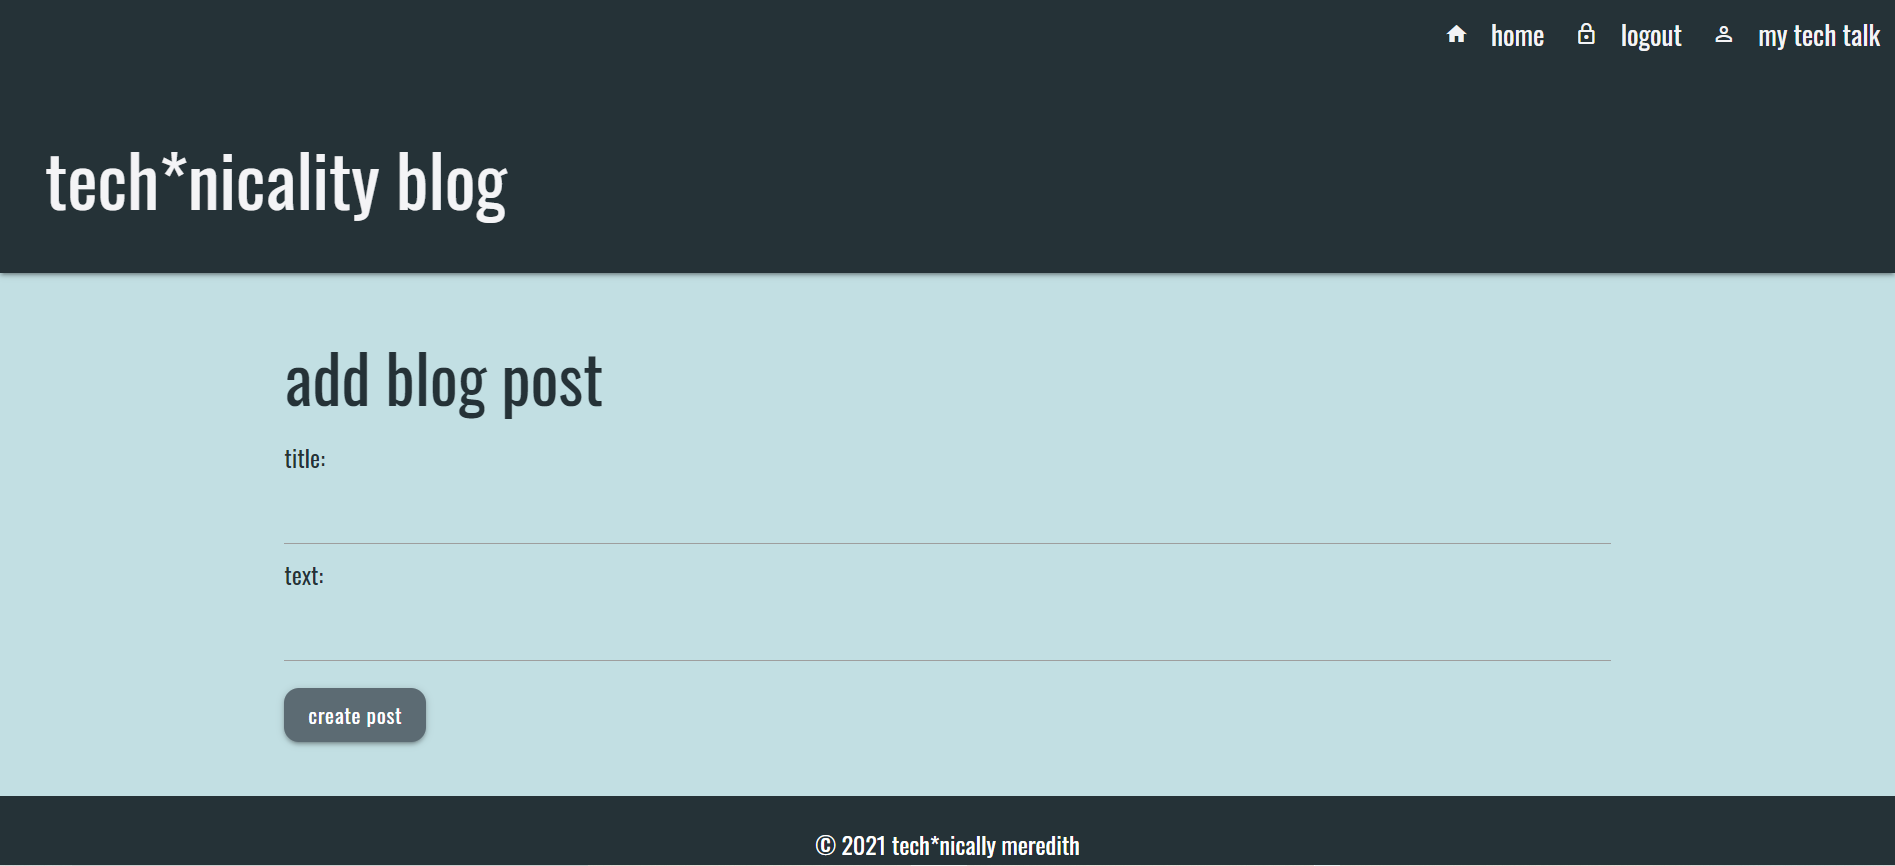 home logout my tech talk
tech*nicality blog
add blog post
title:
text:
create post
© 2021 tech*nically meredith